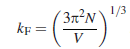 k_F = (3π²N / V)^{1/3}